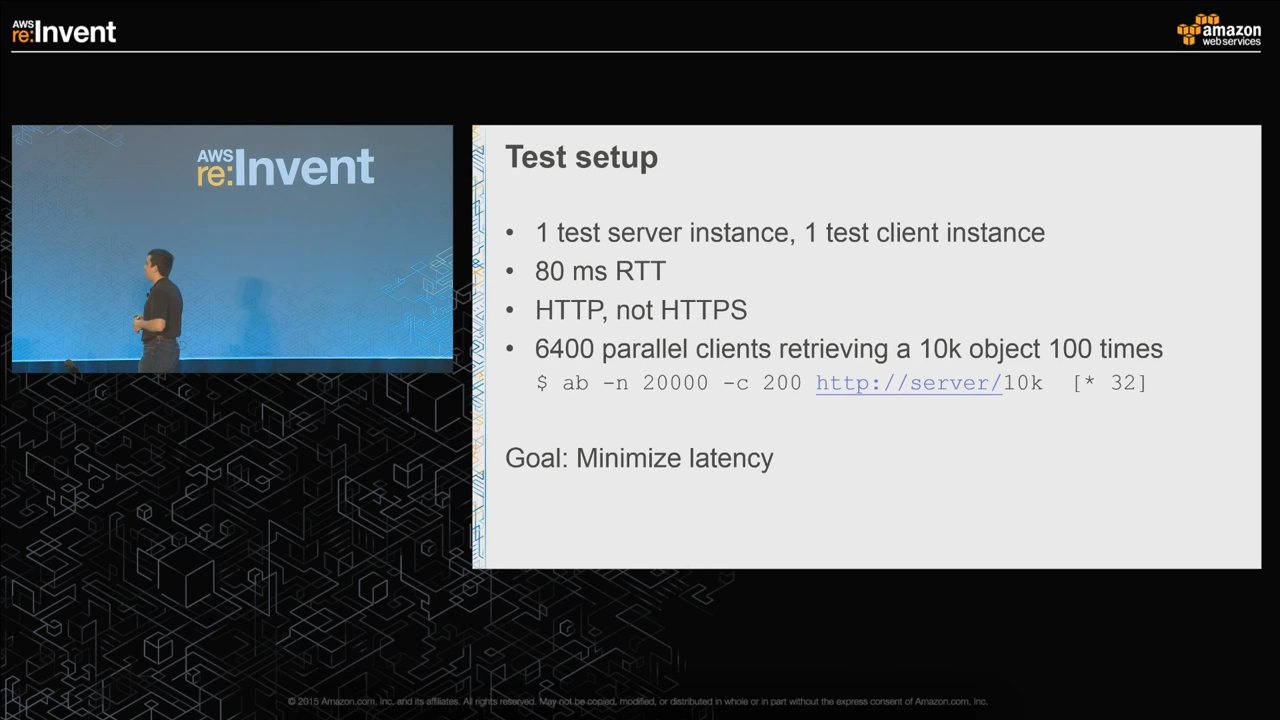 AWS
re:Invent
amazon
web services
AWS
re:Invent
Test setup
• 1 test server instance, 1 test client instance
• 80 ms RTT
• HTTP, not HTTPS
• 6400 parallel clients retrieving a 10k object 100 times
$ ab -n 20000 -c 200 http://server/10k [* 32]
Goal: Minimize latency
© 2015 Amazon.com, Inc. and its affiliates. All rights reserved. May not be copied, modified, or distributed in whole or in part without the express consent of Amazon.com, Inc.